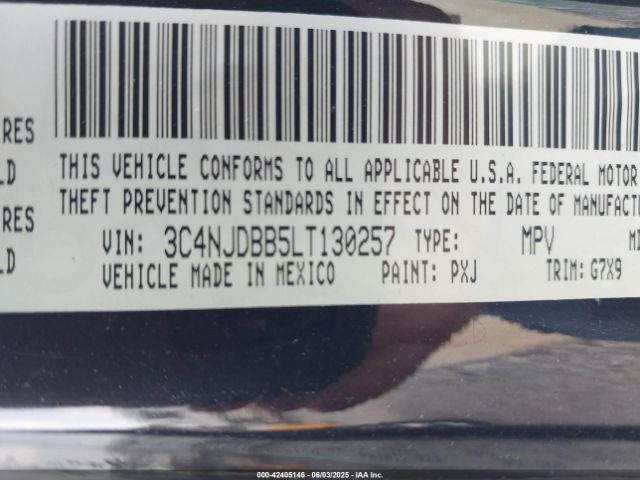 RES
THIS VEHICLE CONFORMS TO ALL APPLICABLE U.S.A. FEDERAL MOTOR
LD
THEFT PREVENTION STANDARDS IN EFFECT ON THE DATE OF MANUFACTU
RES
VIN: 3C4NJDBB5LT130257 TYPE: MPV
LD
VEHICLE MADE IN MEXICO PAINT: PXJ TRIM: G7X9
000-42405146 - 06/03/2025 - IAA Inc.